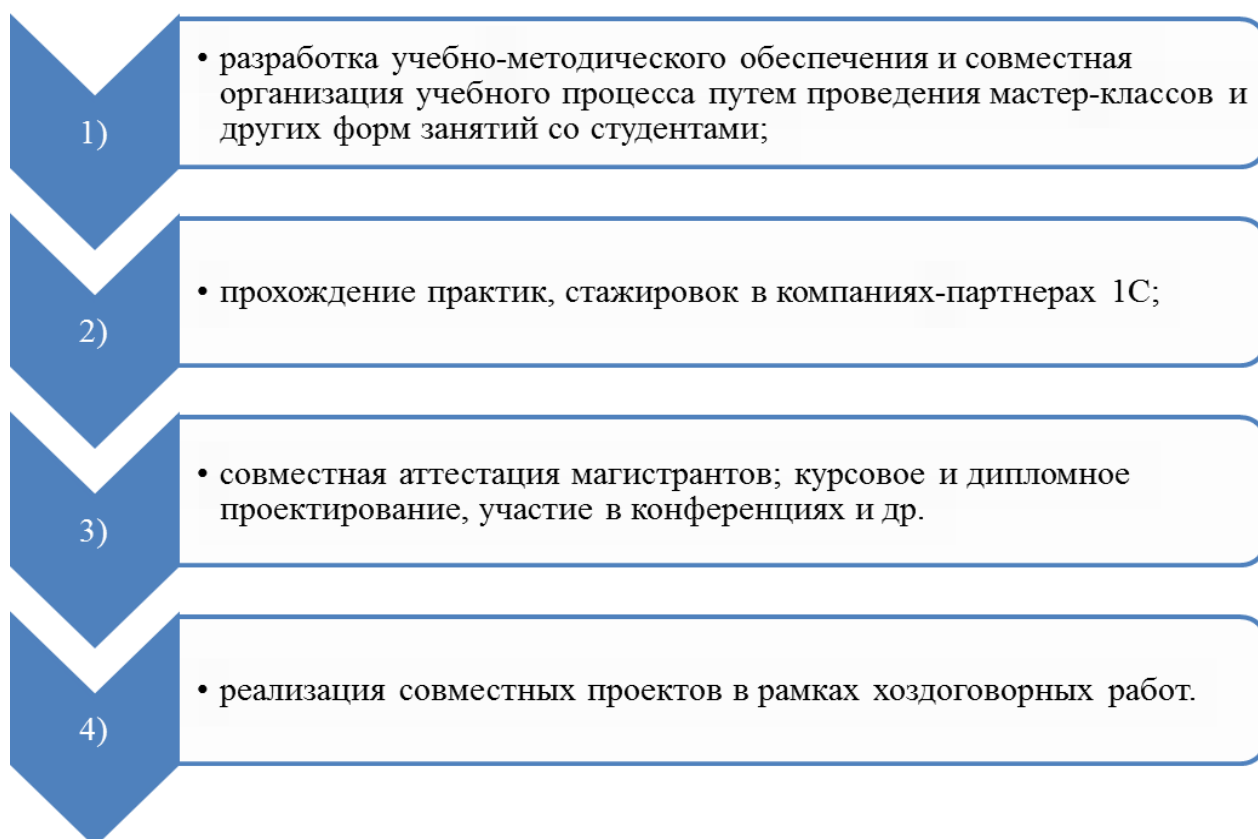 1)
• разработка учебно-методического обеспечения и совместная
организация учебного процесса путем проведения мастер-классов и
других форм занятий со студентами;
2)
• прохождение практик, стажировок в компаниях-партнерах 1С;
3)
• совместная аттестация магистрантов; курсовое и дипломное
проектирование, участие в конференциях и др.
4)
• реализация совместных проектов в рамках хоздоговорных работ.